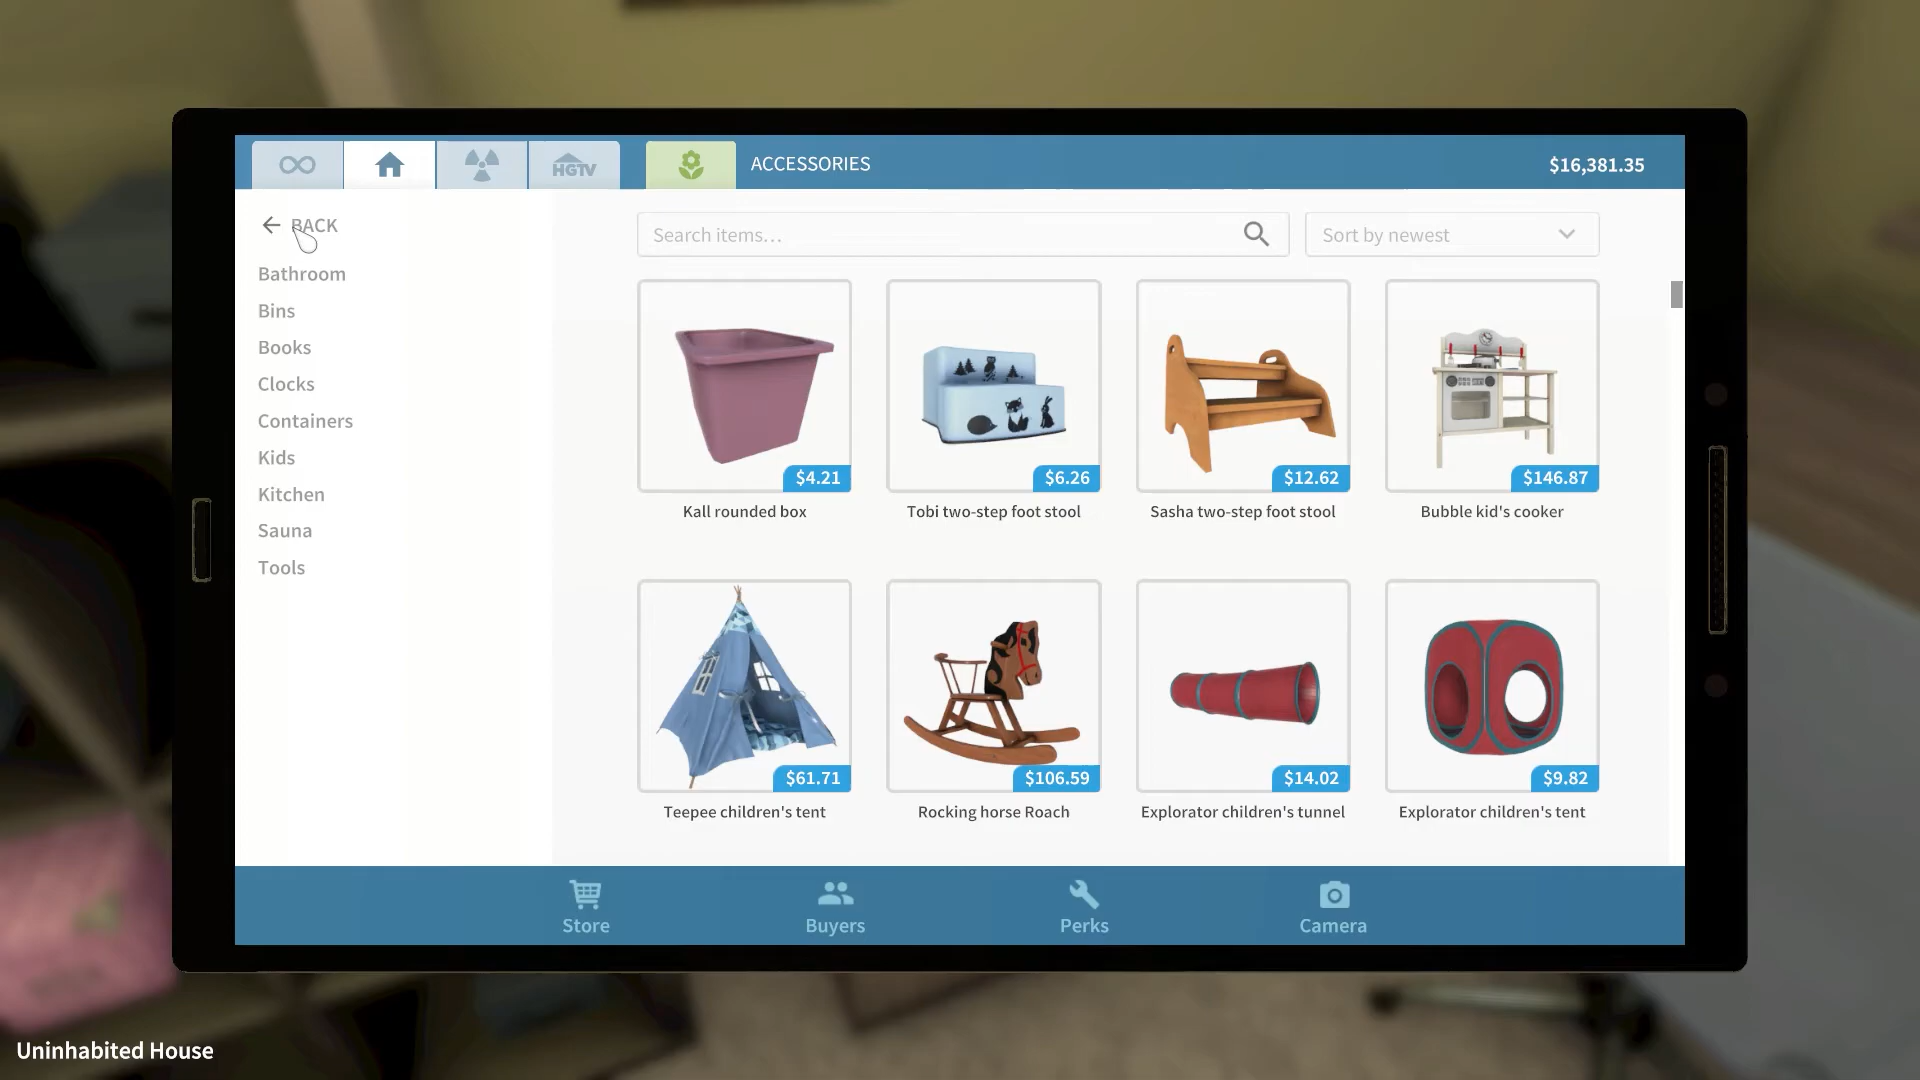 HGTV
ACCESSORIES
$16,381.35
BACK
Search items...
Sort by newest
Bathroom
Bins
Books
Clocks
Containers
Kids
Kitchen
Sauna
Tools
$4.21
$6.26
$12.62
$146.87
Kall rounded box
Tobi two-step foot stool
Sasha two-step foot stool
Bubble kid's cooker
$61.71
$106.59
$14.02
$9.82
Teepee children's tent
Rocking horse Roach
Explorator children's tunnel
Explorator children's tent
Store
Buyers
Perks
Camera
Uninhabited House